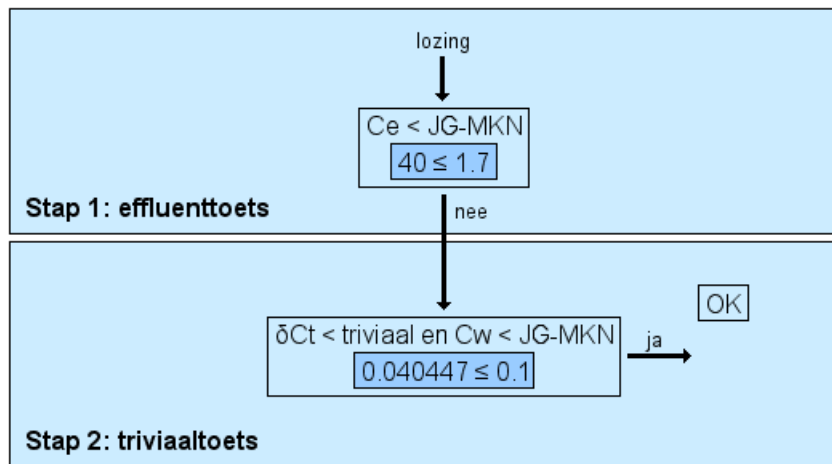 lozing
Ce < JG-MKN
40 ≤ 1.7
Stap 1: effluenttoets
nee
OK
δCt < triviaal en Cw < JG-MKN
ja
0.040447 ≤ 0.1
Stap 2: triviaaltoets